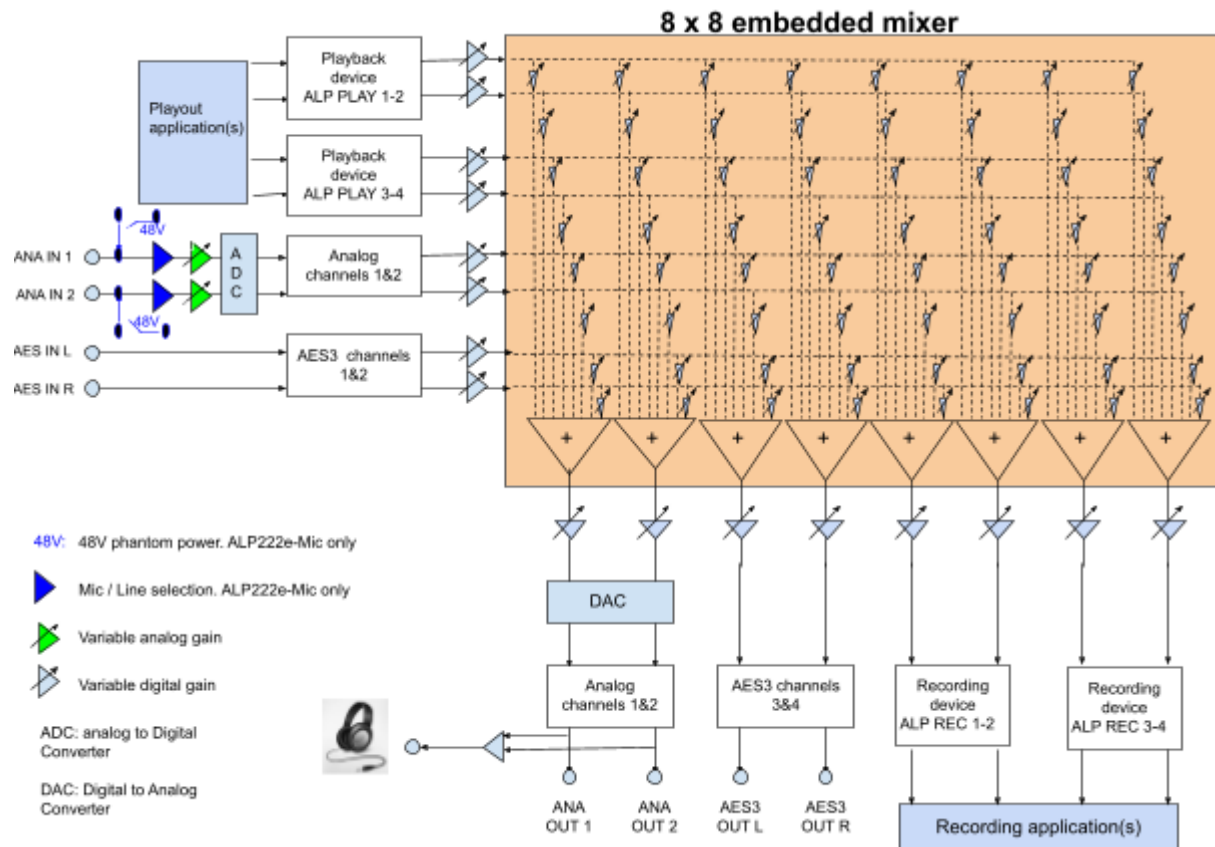 8 x 8 embedded mixer
Playout
application(s)
Playback
device
ALP PLAY 1-2
Playback
device
ALP PLAY 3-4
48V
ANA IN 1
ANA IN 2
48V
A
D
C
Analog
channels 1&2
AES IN L
AES IN R
AES3 channels
1&2
+
+
+
+
+
+
+
+
48V: 48V phantom power. ALP222e-Mic only
Mic / Line selection. ALP222e-Mic only
Variable analog gain
Variable digital gain
ADC: analog to Digital
Converter
DAC: Digital to Analog
Converter
DAC
Analog
channels 1&2
AES3 channels
3&4
Recording
device
ALP REC 1-2
Recording
device
ALP REC 3-4
ANA
OUT 1
ANA
OUT 2
AES3
OUT L
AES3
OUT R
Recording application(s)